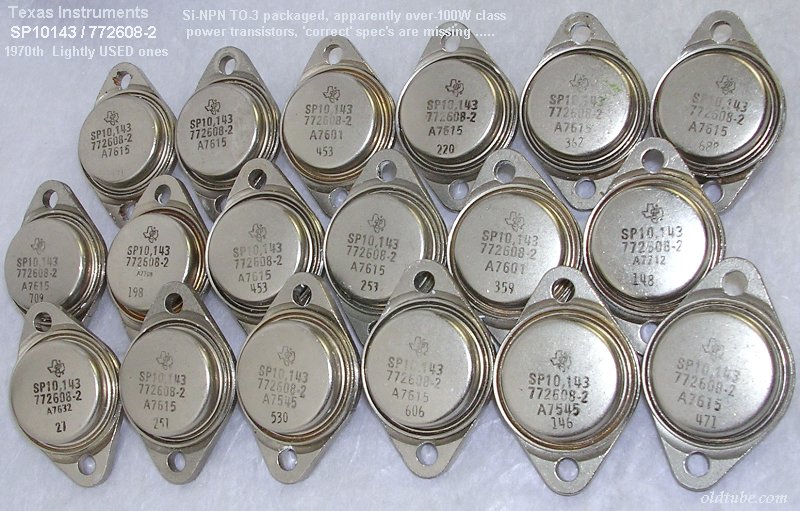 Texas Instruments
SP10143 / 772608-2
1970th Lightly USED ones
Si-NPN TO-3 packaged, apparently over-100W class
power transistors, 'correct' spec's are missing .....
SP10,143
772608-2
A7615
SP10,143
772608-2
A7615
SP10,143
772608-2
A7601
453
SP10,143
772608-2
A7615
220
SP10,143
772608-2
A7615
362
SP10,143
772608-2
A7615
688
SP10,143
772608-2
A7615
709
SP10,143
772608-2
198
SP10,143
772608-2
A7615
453
SP10,143
772608-2
A7615
253
SP10,143
772608-2
A7601
359
SP10,143
772608-2
A7712
148
SP10,143
772608-2
A7632
27
SP10,143
772608-2
A7615
251
SP10,143
772608-2
A7545
530
SP10,143
772608-2
A7615
606
SP10,143
772608-2
A7545
146
SP10,143
772608-2
A7615
471
oldtube.com